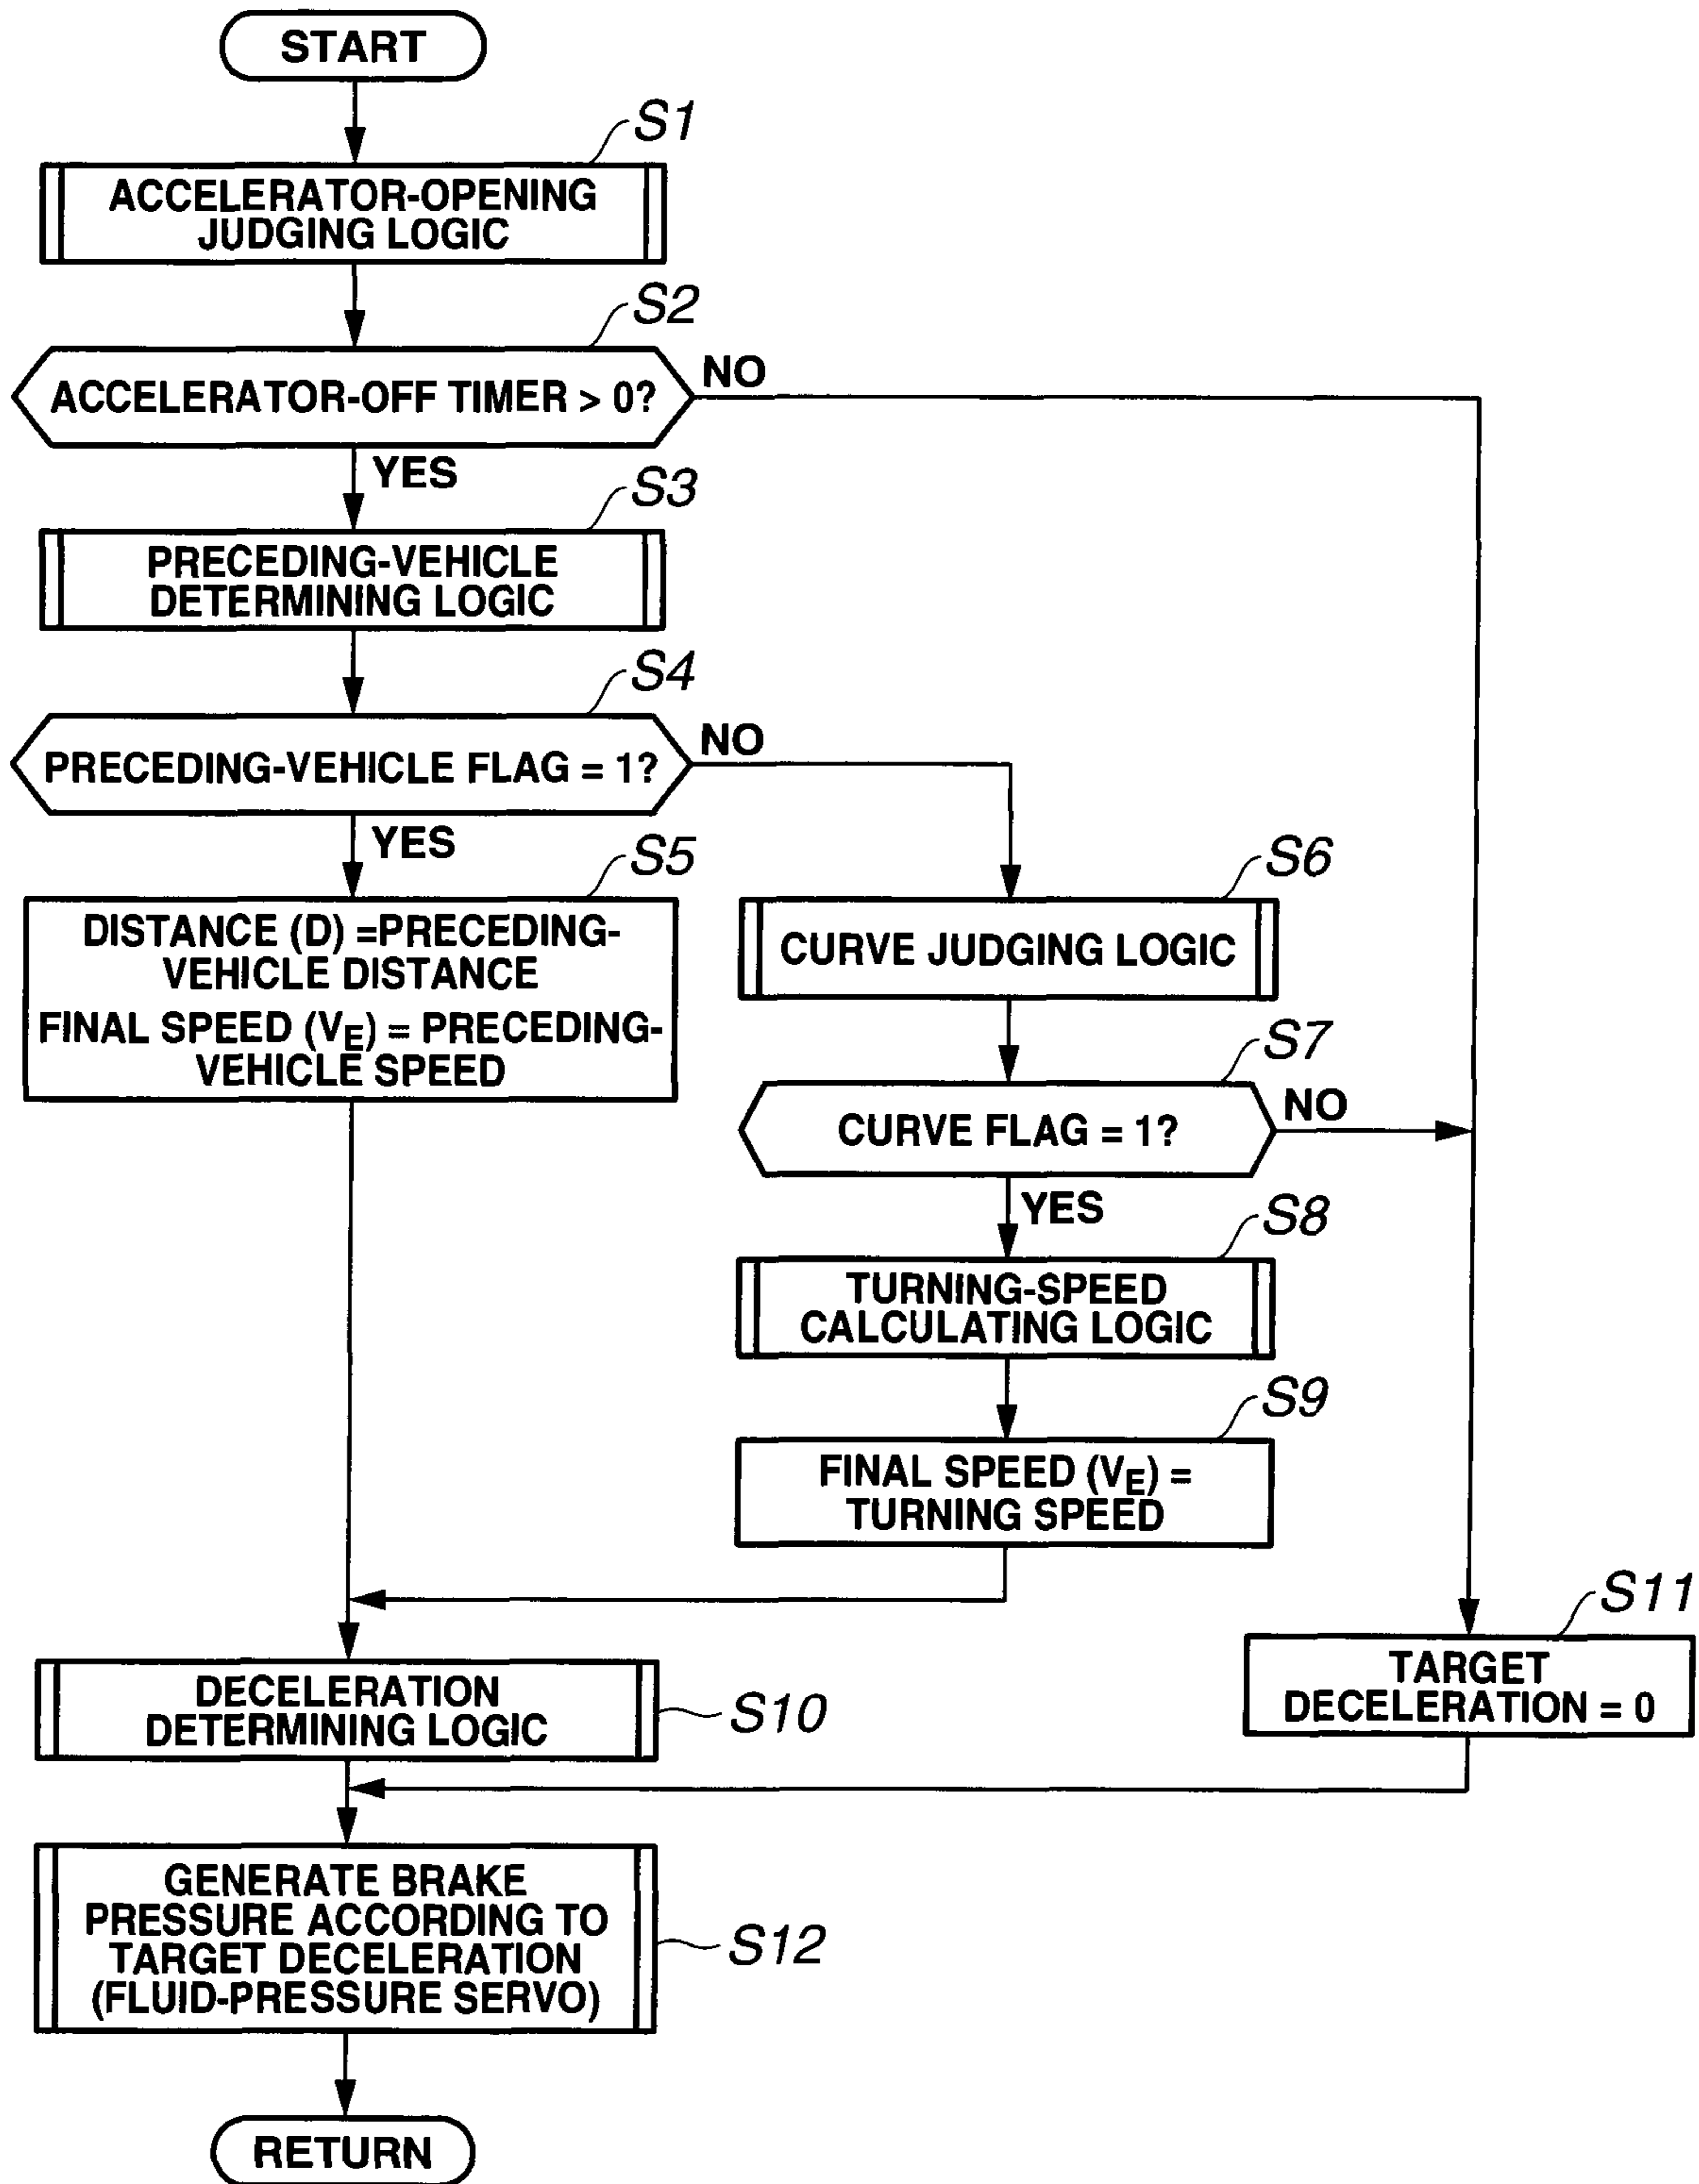 START
S1
ACCELERATOR-OPENING
JUDGING LOGIC
S2
ACCELERATOR-OFF TIMER > 0?
NO
YES
S3
PRECEDING-VEHICLE
DETERMINING LOGIC
S4
PRECEDING-VEHICLE FLAG = 1?
NO
YES
S5
DISTANCE (D) =PRECEDING-
VEHICLE DISTANCE
FINAL SPEED (VE) = PRECEDING-
VEHICLE SPEED
S6
CURVE JUDGING LOGIC
S7
CURVE FLAG = 1?
NO
YES
S8
TURNING-SPEED
CALCULATING LOGIC
S9
FINAL SPEED (VE) =
TURNING SPEED
S11
TARGET
DECELERATION = 0
DECELERATION
DETERMINING LOGIC
S10
GENERATE BRAKE
PRESSURE ACCORDING TO
TARGET DECELERATION
(FLUID-PRESSURE SERVO)
S12
RETURN